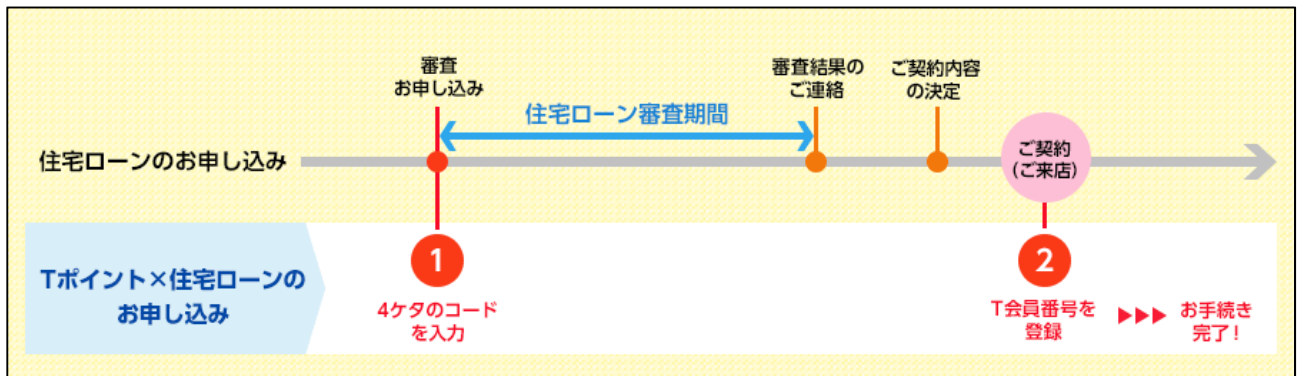 審査
お申し込み
審査結果の
ご連絡
ご契約内容
の決定
住宅ローン審査期間
住宅ローンのお申し込み
ご契約
(ご来店)
Tポイント×住宅ローンの
お申し込み
1
4ケタのコード
を入力
2
T会員番号を
登録
▶▶▶
お手続き
完了!